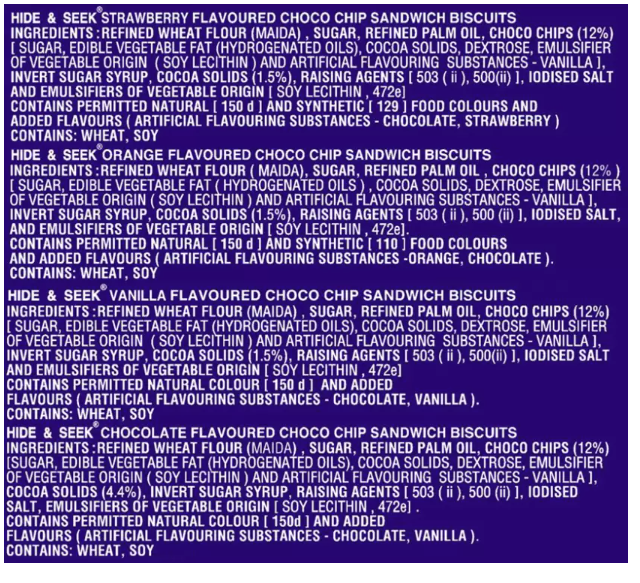 HIDE & SEEK® STRAWBERRY FLAVOURED CHOCO CHIP SANDWICH BISCUITS
INGREDIENTS :REFINED WHEAT FLOUR (MAIDA) , SUGAR, REFINED PALM OIL, CHOCO CHIPS (12%)
[ SUGAR, EDIBLE VEGETABLE FAT (HYDROGENATED OILS), COCOA SOLIDS, DEXTROSE, EMULSIFIER
OF VEGETABLE ORIGIN ( SOY LECITHIN ) AND ARTIFICIAL FLAVOURING SUBSTANCES - VANILLA ],
INVERT SUGAR SYRUP, COCOA SOLIDS (1.5%), RAISING AGENTS [ 503 ( ii ), 500(ii) ], IODISED SALT
AND EMULSIFIERS OF VEGETABLE ORIGIN [ SOY LECITHIN , 472e]
CONTAINS PERMITTED NATURAL [ 150 d ] AND SYNTHETIC [ 129 ] FOOD COLOURS AND
ADDED FLAVOURS ( ARTIFICIAL FLAVOURING SUBSTANCES - CHOCOLATE, STRAWBERRY )
CONTAINS: WHEAT, SOY
HIDE & SEEK® ORANGE FLAVOURED CHOCO CHIP SANDWICH BISCUITS
INGREDIENTS :REFINED WHEAT FLOUR ( MAIDA), SUGAR, REFINED PALM OIL , CHOCO CHIPS (12% )
[ SUGAR, EDIBLE VEGETABLE FAT ( HYDROGENATED OILS ) , COCOA SOLIDS, DEXTROSE, EMULSIFIER
OF VEGETABLE ORIGIN ( SOY LECITHIN ) AND ARTIFICIAL FLAVOURING SUBSTANCES - VANILLA ],
INVERT SUGAR SYRUP, COCOA SOLIDS (1.5%), RAISING AGENTS [ 503 ( ii ), 500 (ii) ], IODISED SALT,
AND EMULSIFIERS OF VEGETABLE ORIGIN [ SOY LECITHIN , 472e].
CONTAINS PERMITTED NATURAL [ 150 d ] AND SYNTHETIC [ 110 ] FOOD COLOURS
AND ADDED FLAVOURS ( ARTIFICIAL FLAVOURING SUBSTANCES -ORANGE, CHOCOLATE ).
CONTAINS: WHEAT, SOY
HIDE & SEEK® VANILLA FLAVOURED CHOCO CHIP SANDWICH BISCUITS
INGREDIENTS :REFINED WHEAT FLOUR (MAIDA) , SUGAR, REFINED PALM OIL, CHOCO CHIPS (12%)
[ SUGAR, EDIBLE VEGETABLE FAT (HYDROGENATED OILS), COCOA SOLIDS, DEXTROSE, EMULSIFIER
OF VEGETABLE ORIGIN ( SOY LECITHIN ) AND ARTIFICIAL FLAVOURING SUBSTANCES - VANILLA ],
INVERT SUGAR SYRUP, COCOA SOLIDS (1.5%), RAISING AGENTS [ 503 ( ii ), 500(ii) ], IODISED SALT
AND EMULSIFIERS OF VEGETABLE ORIGIN [ SOY LECITHIN , 472e]
CONTAINS PERMITTED NATURAL COLOUR [ 150 d ] AND ADDED
FLAVOURS ( ARTIFICIAL FLAVOURING SUBSTANCES - CHOCOLATE, VANILLA ).
CONTAINS: WHEAT, SOY
HIDE & SEEK® CHOCOLATE FLAVOURED CHOCO CHIP SANDWICH BISCUITS
INGREDIENTS :REFINED WHEAT FLOUR (MAIDA) , SUGAR, REFINED PALM OIL, CHOCO CHIPS (12%)
[SUGAR, EDIBLE VEGETABLE FAT (HYDROGENATED OILS), COCOA SOLIDS, DEXTROSE, EMULSIFIER
OF VEGETABLE ORIGIN ( SOY LECITHIN ) AND ARTIFICIAL FLAVOURING SUBSTANCES - VANILLA ],
COCOA SOLIDS (4.4%), INVERT SUGAR SYRUP, RAISING AGENTS [ 503 ( ii ), 500 (ii) ], IODISED
SALT, EMULSIFIERS OF VEGETABLE ORIGIN [ SOY LECITHIN , 472e] .
CONTAINS PERMITTED NATURAL COLOUR [ 150d ] AND ADDED
FLAVOURS ( ARTIFICIAL FLAVOURING SUBSTANCES - CHOCOLATE, VANILLA ).
CONTAINS: WHEAT, SOY